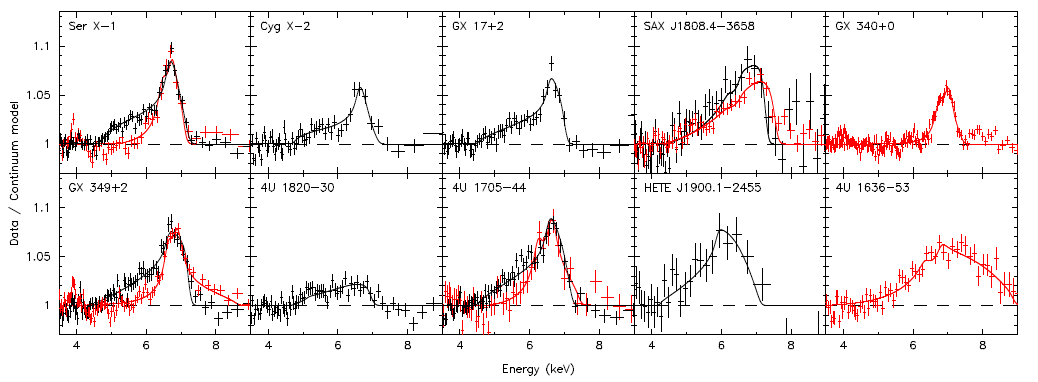 Ser X-1 Cyg X-2 GX 17+2 SAX J1808.4-3658 GX 340+0
1.1
1.05
1
GX 349+2 4U 1820-30 4U 1705-44 HETE J1900.1-2455 4U 1636-53
1.1
1.05
1
4 6 8 4 6 8 4 6 8 4 6 8 4 6 8
Data / Continuum model
Energy (keV)